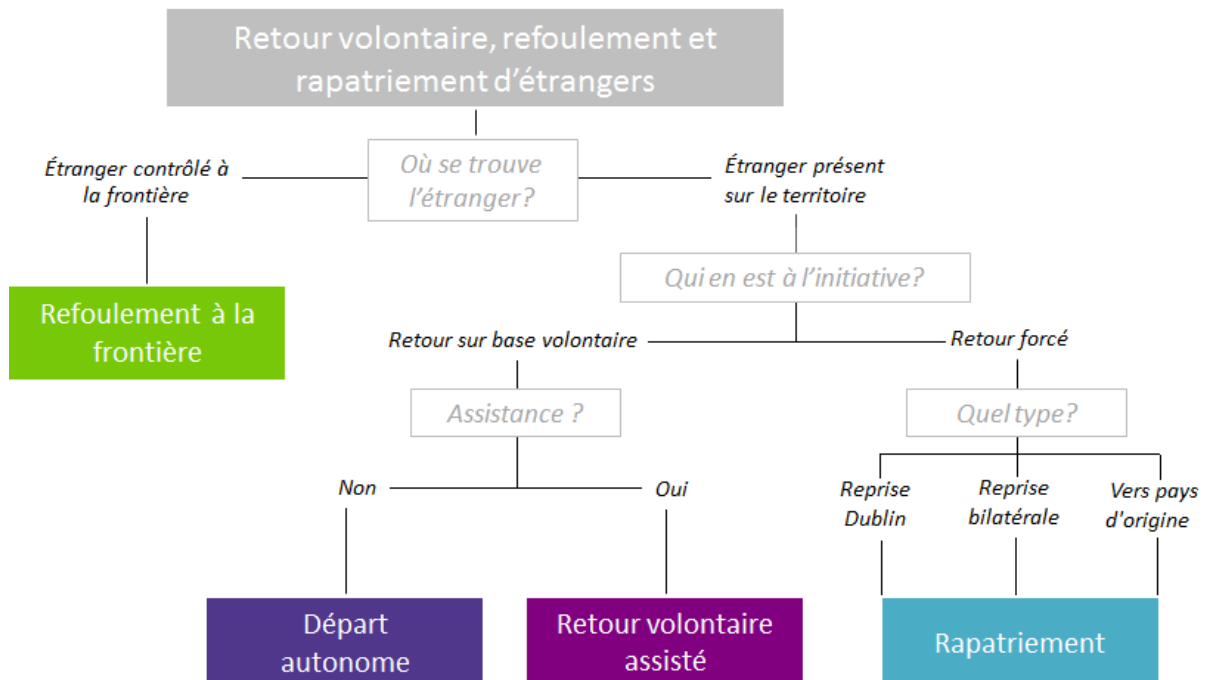 Retour volontaire, refoulement et
rapatriement d'étrangers
Étranger contrôlé à
la frontière
Où se trouve
l'étranger?
Étranger présent
sur le territoire
Qui en est à l'initiative?
Refoulement à la
frontière
Retour sur base volontaire
Retour forcé
Assistance ?
Quel type?
Non
Oui
Reprise
Dublin
Reprise
bilatérale
Vers pays
d'origine
Départ
autonome
Retour volontaire
assisté
Rapatriement